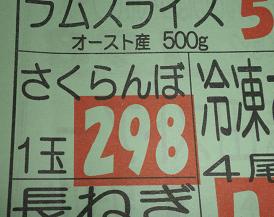 ラムスライス 5
オースト産 500g
さくらんぼ 冷凍
1玉 298 4尾
長ねぎ